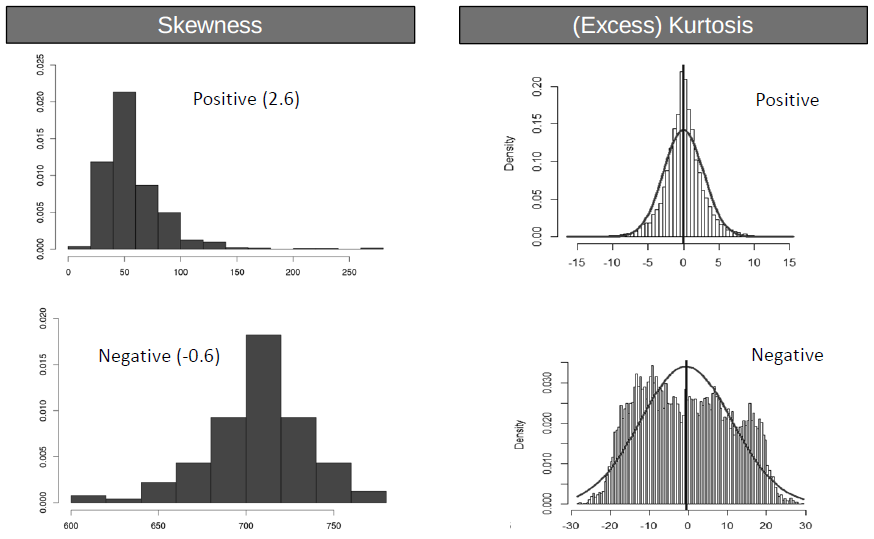 Skewness
(Excess) Kurtosis
Positive (2.6)
0.000
0.005
0.010
0.015
0.020
0.025
0 50 100 150 200 250
Positive
Density
0.00
0.05
0.10
0.15
0.20
-15 -10 -5 0 5 10 15
Negative (-0.6)
0.000
0.005
0.010
0.015
0.020
600 650 700 750
Negative
Density
0.000
0.010
0.020
0.030
-30 -20 -10 0 10 20 30